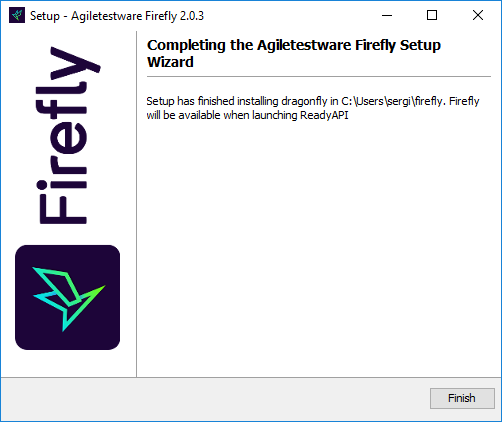 Setup - Agiletestware Firefly 2.0.3
Firefly
Completing the Agiletestware Firefly Setup
Wizard
Setup has finished installing dragonfly in C:\Users\sergi\firefly. Firefly
will be available when launching ReadyAPI
Finish